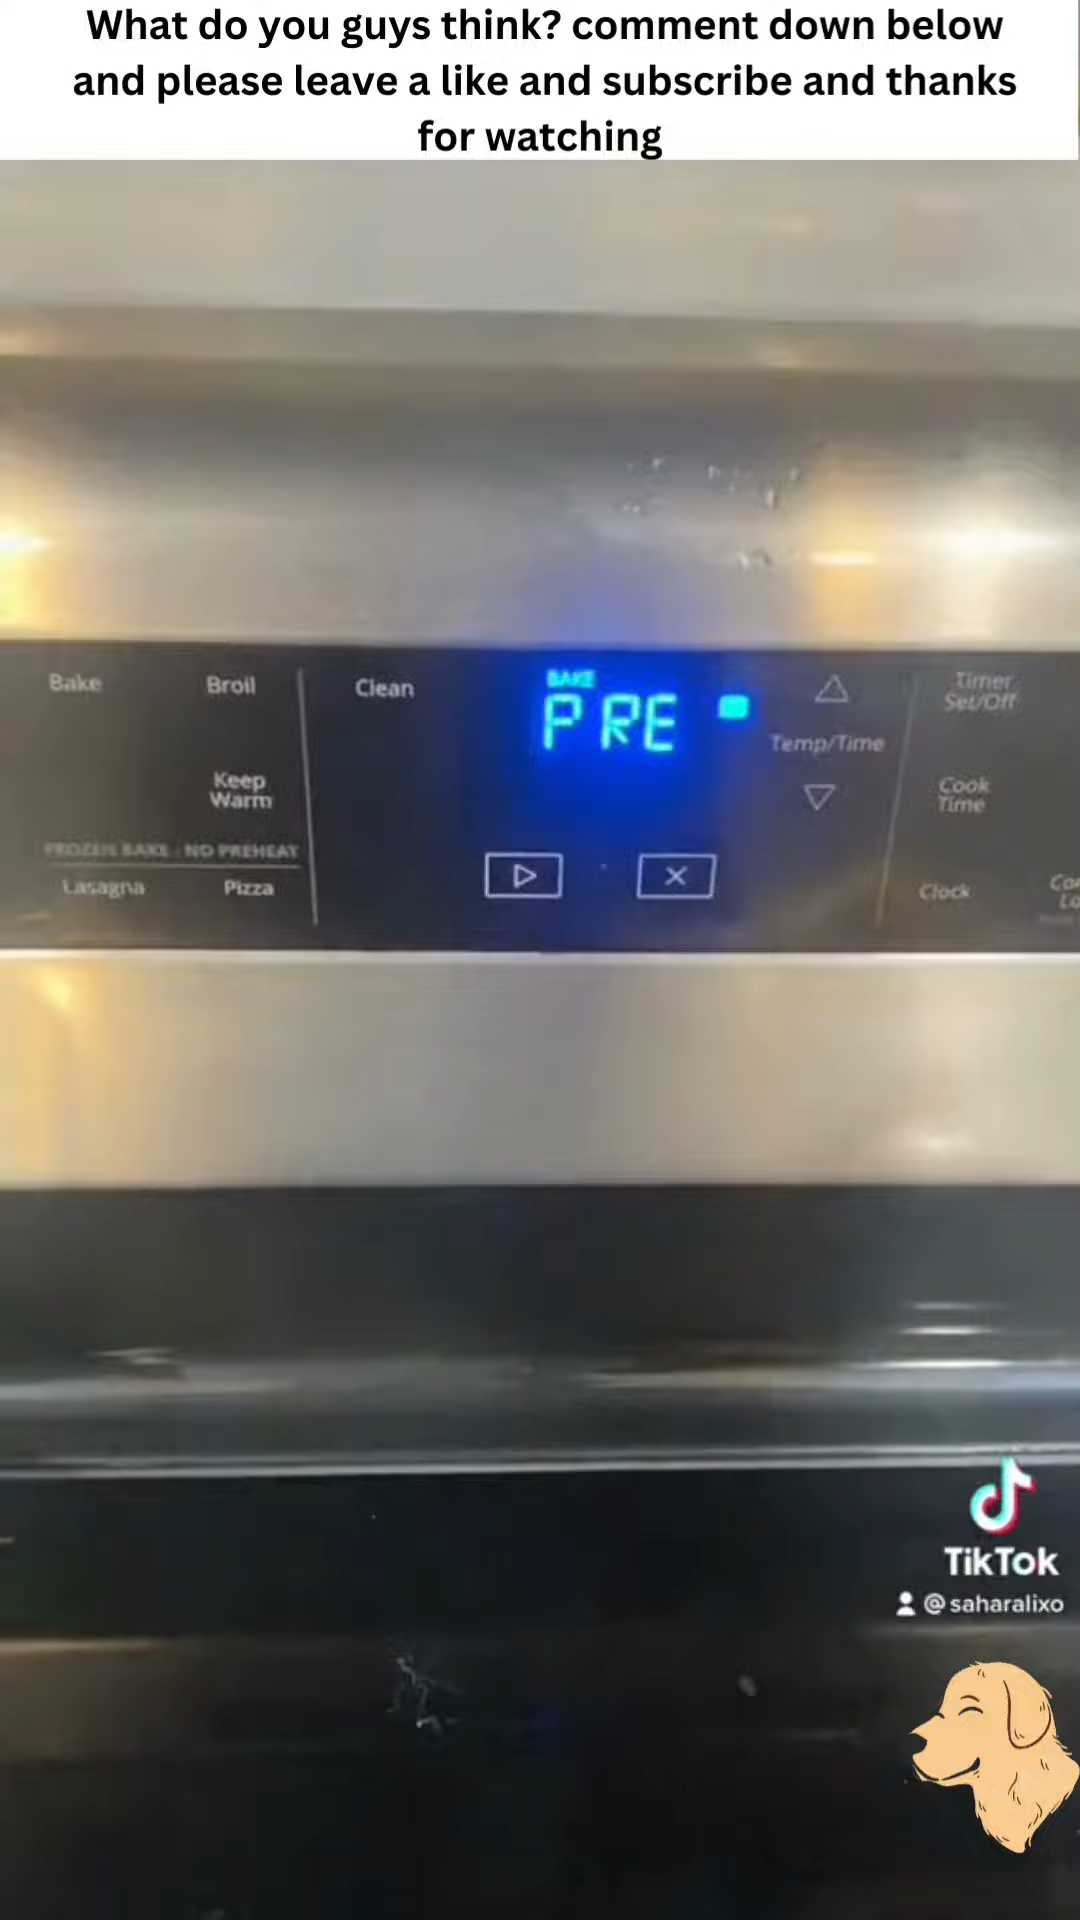 What do you guys think? comment down below
and please leave a like and subscribe and thanks
for watching
Bake
Broil
Clean
BAKE
PRE
Temp/Time
Timer
Set/Off
Keep
Warm
Cook
Time
FROZEN BAKE - NO PREHEAT
Lasagna
Pizza
Clock
TikTok
@saharalixo